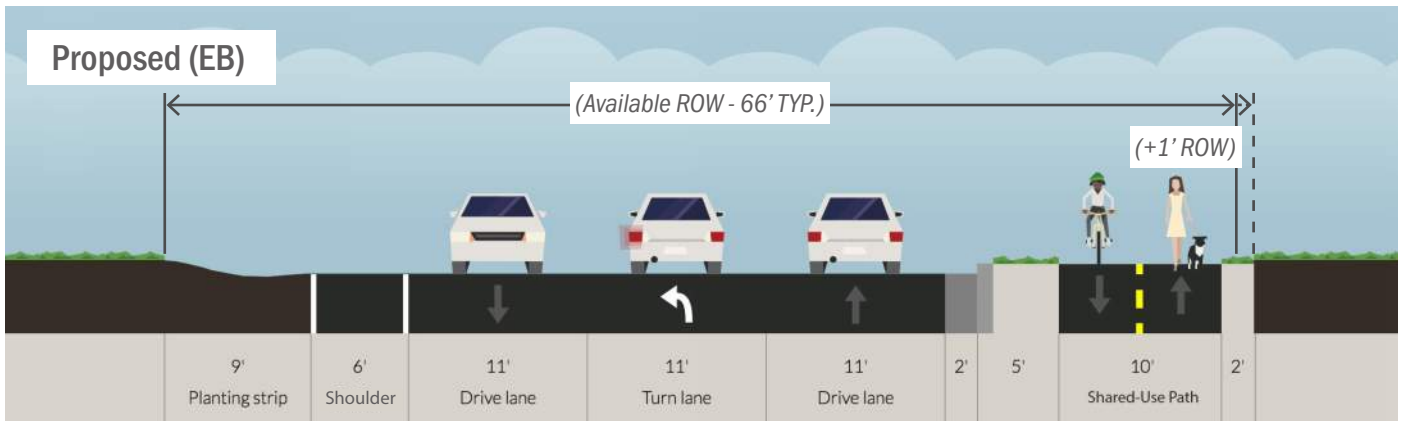 Proposed (EB)
(Available ROW - 66’ TYP.)
(+1’ ROW)
9' 6' 11' 11' 11' 2' 5' 10' 2'
Planting strip Shoulder Drive lane Turn lane Drive lane Shared-Use Path